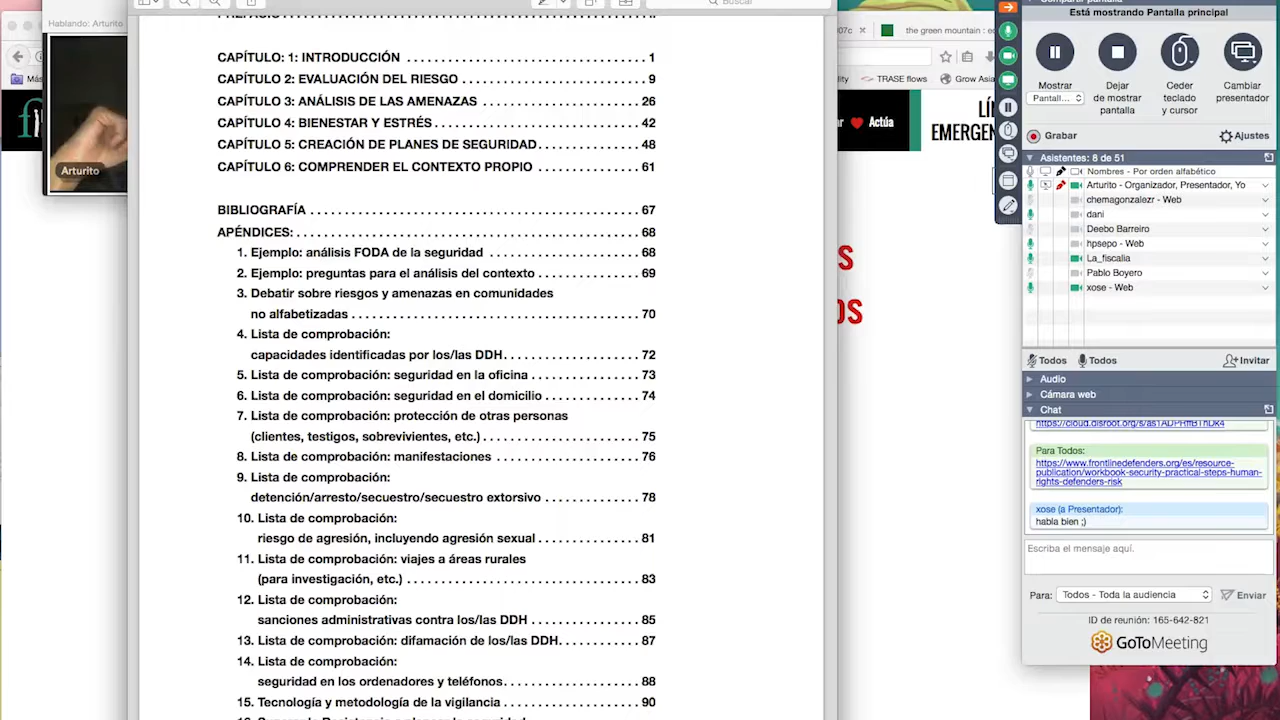 Hablando: Arturito
Arturito
Más
fi
Buscar
CAPÍTULO: 1: INTRODUCCIÓN . . . . . . . . . . . . . . . . . . . . . . . . . . . . 1
CAPÍTULO 2: EVALUACIÓN DEL RIESGO . . . . . . . . . . . . . . . . . . . . . 9
CAPÍTULO 3: ANÁLISIS DE LAS AMENAZAS . . . . . . . . . . . . . . . . . . 26
CAPÍTULO 4: BIENESTAR Y ESTRÉS . . . . . . . . . . . . . . . . . . . . . . . . 42
CAPÍTULO 5: CREACIÓN DE PLANES DE SEGURIDAD . . . . . . . . . . . 48
CAPÍTULO 6: COMPRENDER EL CONTEXTO PROPIO . . . . . . . . . . . 61
BIBLIOGRAFÍA . . . . . . . . . . . . . . . . . . . . . . . . . . . . . . . . . . . . . . 67
APÉNDICES: . . . . . . . . . . . . . . . . . . . . . . . . . . . . . . . . . . . . . . . . 68
1. Ejemplo: análisis FODA de la seguridad . . . . . . . . . . . . . . . . . 68
2. Ejemplo: preguntas para el análisis del contexto . . . . . . . . . . . 69
3. Debatir sobre riesgos y amenazas en comunidades
no alfabetizadas . . . . . . . . . . . . . . . . . . . . . . . . . . . . . . . . . . 70
4. Lista de comprobación:
capacidades identificadas por los/las DDH . . . . . . . . . . . . . . . 72
5. Lista de comprobación: seguridad en la oficina . . . . . . . . . . . . 73
6. Lista de comprobación: seguridad en el domicilio . . . . . . . . . . 74
7. Lista de comprobación: protección de otras personas
(clientes, testigos, sobrevivientes, etc.) . . . . . . . . . . . . . . . . . . 75
8. Lista de comprobación: manifestaciones . . . . . . . . . . . . . . . . 76
9. Lista de comprobación:
detención/arresto/secuestro/secuestro extorsivo . . . . . . . . . . . 78
10. Lista de comprobación:
riesgo de agresión, incluyendo agresión sexual . . . . . . . . . . . 81
11. Lista de comprobación: viajes a áreas rurales
(para investigación, etc.) . . . . . . . . . . . . . . . . . . . . . . . . . . . . 83
12. Lista de comprobación:
sanciones administrativas contra los/las DDH . . . . . . . . . . . . 85
13. Lista de comprobación: difamación de los/las DDH . . . . . . . . . 87
14. Lista de comprobación:
seguridad en los ordenadores y teléfonos . . . . . . . . . . . . . . . . 88
15. Tecnología y metodología de la vigilancia . . . . . . . . . . . . . . . 90
07c
the green mountain : e
TRASE flows
Grow Asia
Actúa
LÍ
EMERGEN
S
OS
Está mostrando Pantalla principal
Mostrar
Pantall...
Dejar
de mostrar
pantalla
Ceder
teclado
y cursor
Cambiar
presentador
Grabar
Ajustes
Asistentes: 8 de 51
Nombres - Por orden alfabético
Arturito - Organizador, Presentador, Yo
chemagonzalezr - Web
dani
Deebo Barreiro
hpsepo - Web
La_fiscalia
Pablo Boyero
xose - Web
Todos
Todos
Invitar
Audio
Cámara web
Chat
Para Todos:
https://www.frontlinedefenders.org/es/resource-
publication/workbook-security-practical-steps-human-
rights-defenders-risk
xose (a Presentador):
habla bien ;)
Escriba el mensaje aquí.
Para:
Todos - Toda la audiencia
Enviar
ID de reunión: 165-642-821
GoToMeeting